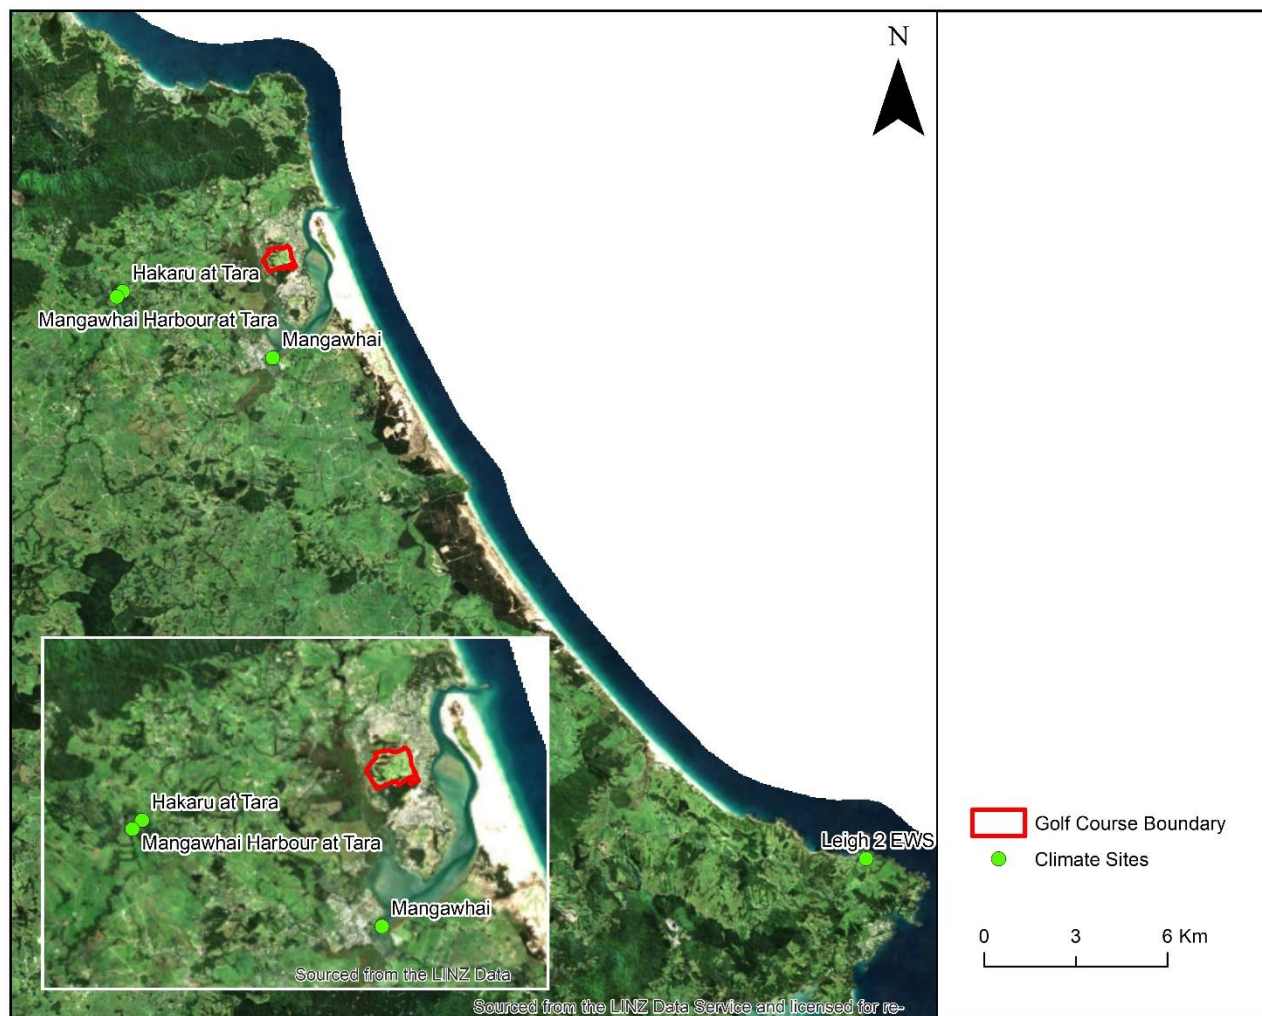 N
Hakaru at Tara
Mangawhai Harbour at Tara
Mangawhai
Hakaru at Tara
Mangawhai Harbour at Tara
Mangawhai
Sourced from the LINZ Data
Leigh 2 EWS
Sourced from the LINZ Data Service and licensed for re-
Golf Course Boundary
Climate Sites
0 3 6 Km